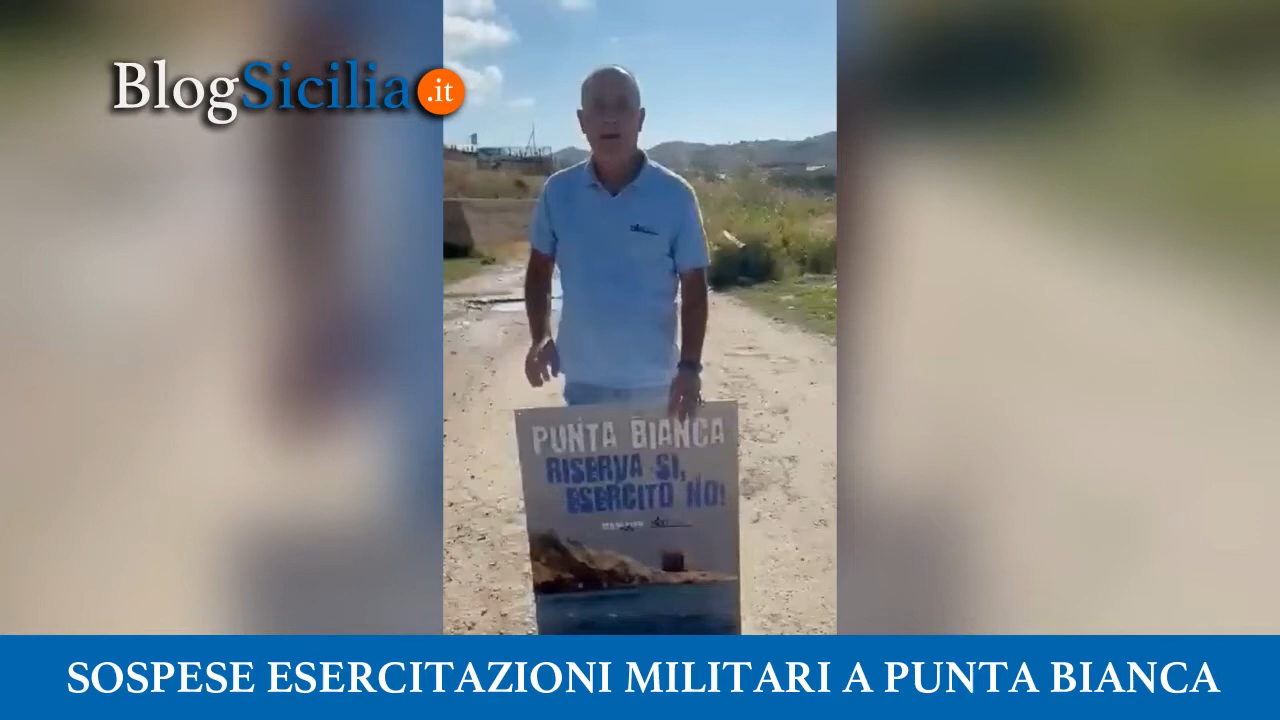 BlogSicilia.it
PUNTA BIANCA
RISERVA SI,
ESERCITO NO!
SOSPESE ESERCITAZIONI MILITARI A PUNTA BIANCA